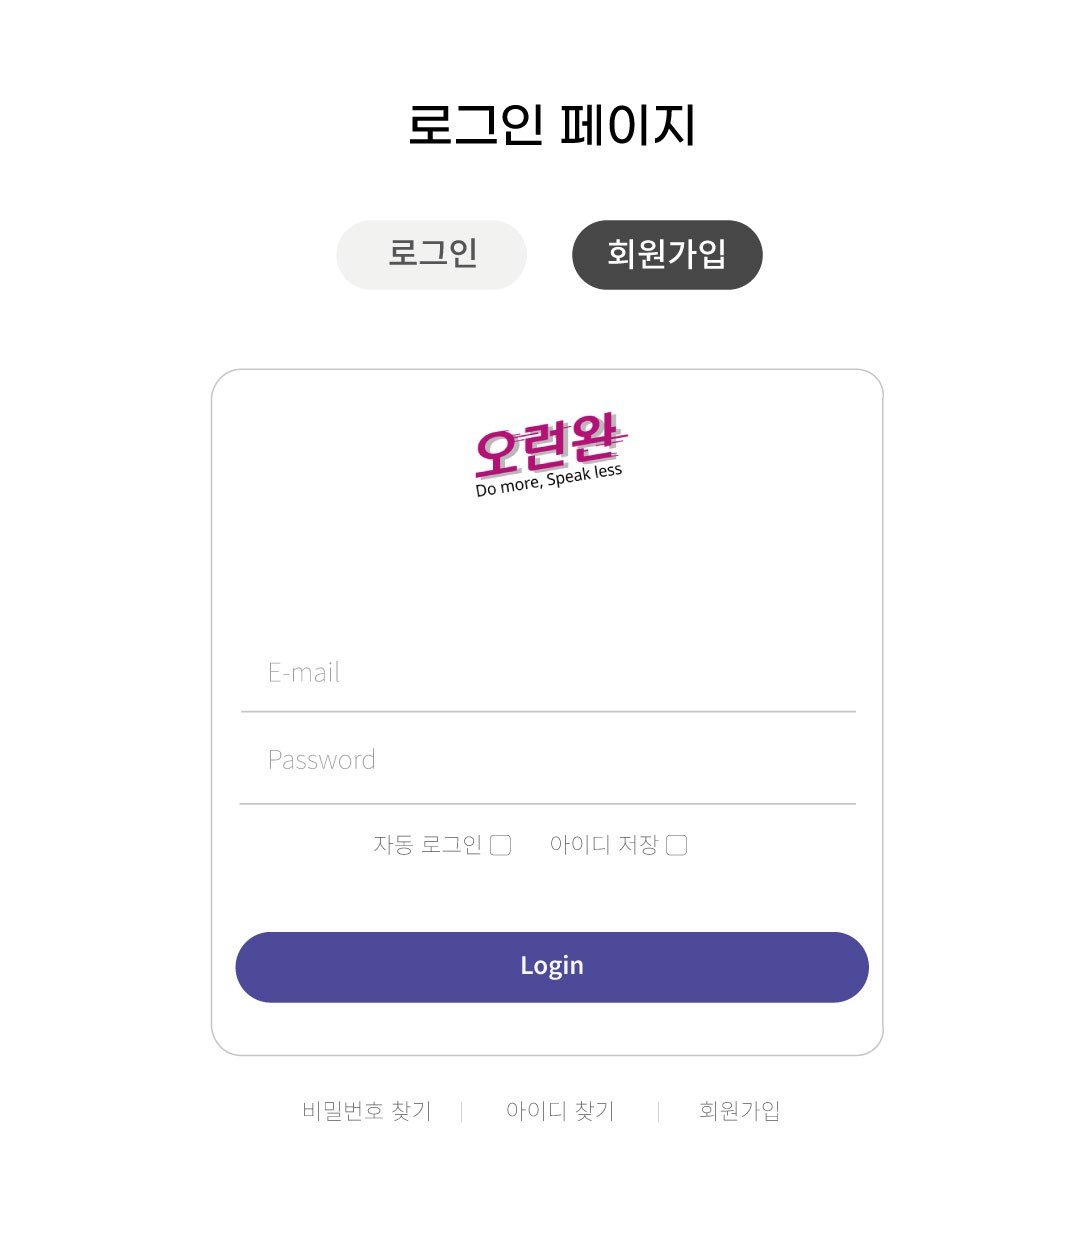 로그인 페이지
로그인 회원가입
오런완
Do more, Speak less
E-mail
Password
자동 로그인 아이디 저장
Login
비밀번호 찾기 아이디 찾기 회원가입